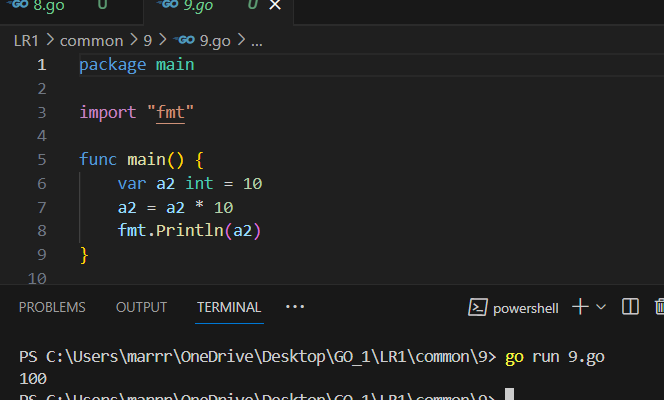 GO 8.go U GO 9.go U ×
LR1 > common > 9 > GO 9.go > ...
1 package main
2
3 import "fmt"
4
5 func main() {
6 var a2 int = 10
7 a2 = a2 * 10
8 fmt.Println(a2)
9 }
10
PROBLEMS OUTPUT TERMINAL ... powershell
PS C:\Users\marrr\OneDrive\Desktop\GO_1\LR1\common\9> go run 9.go
100
PS C:\Users\marrr\OneDrive\Desktop\GO_1\LR1\common\9>